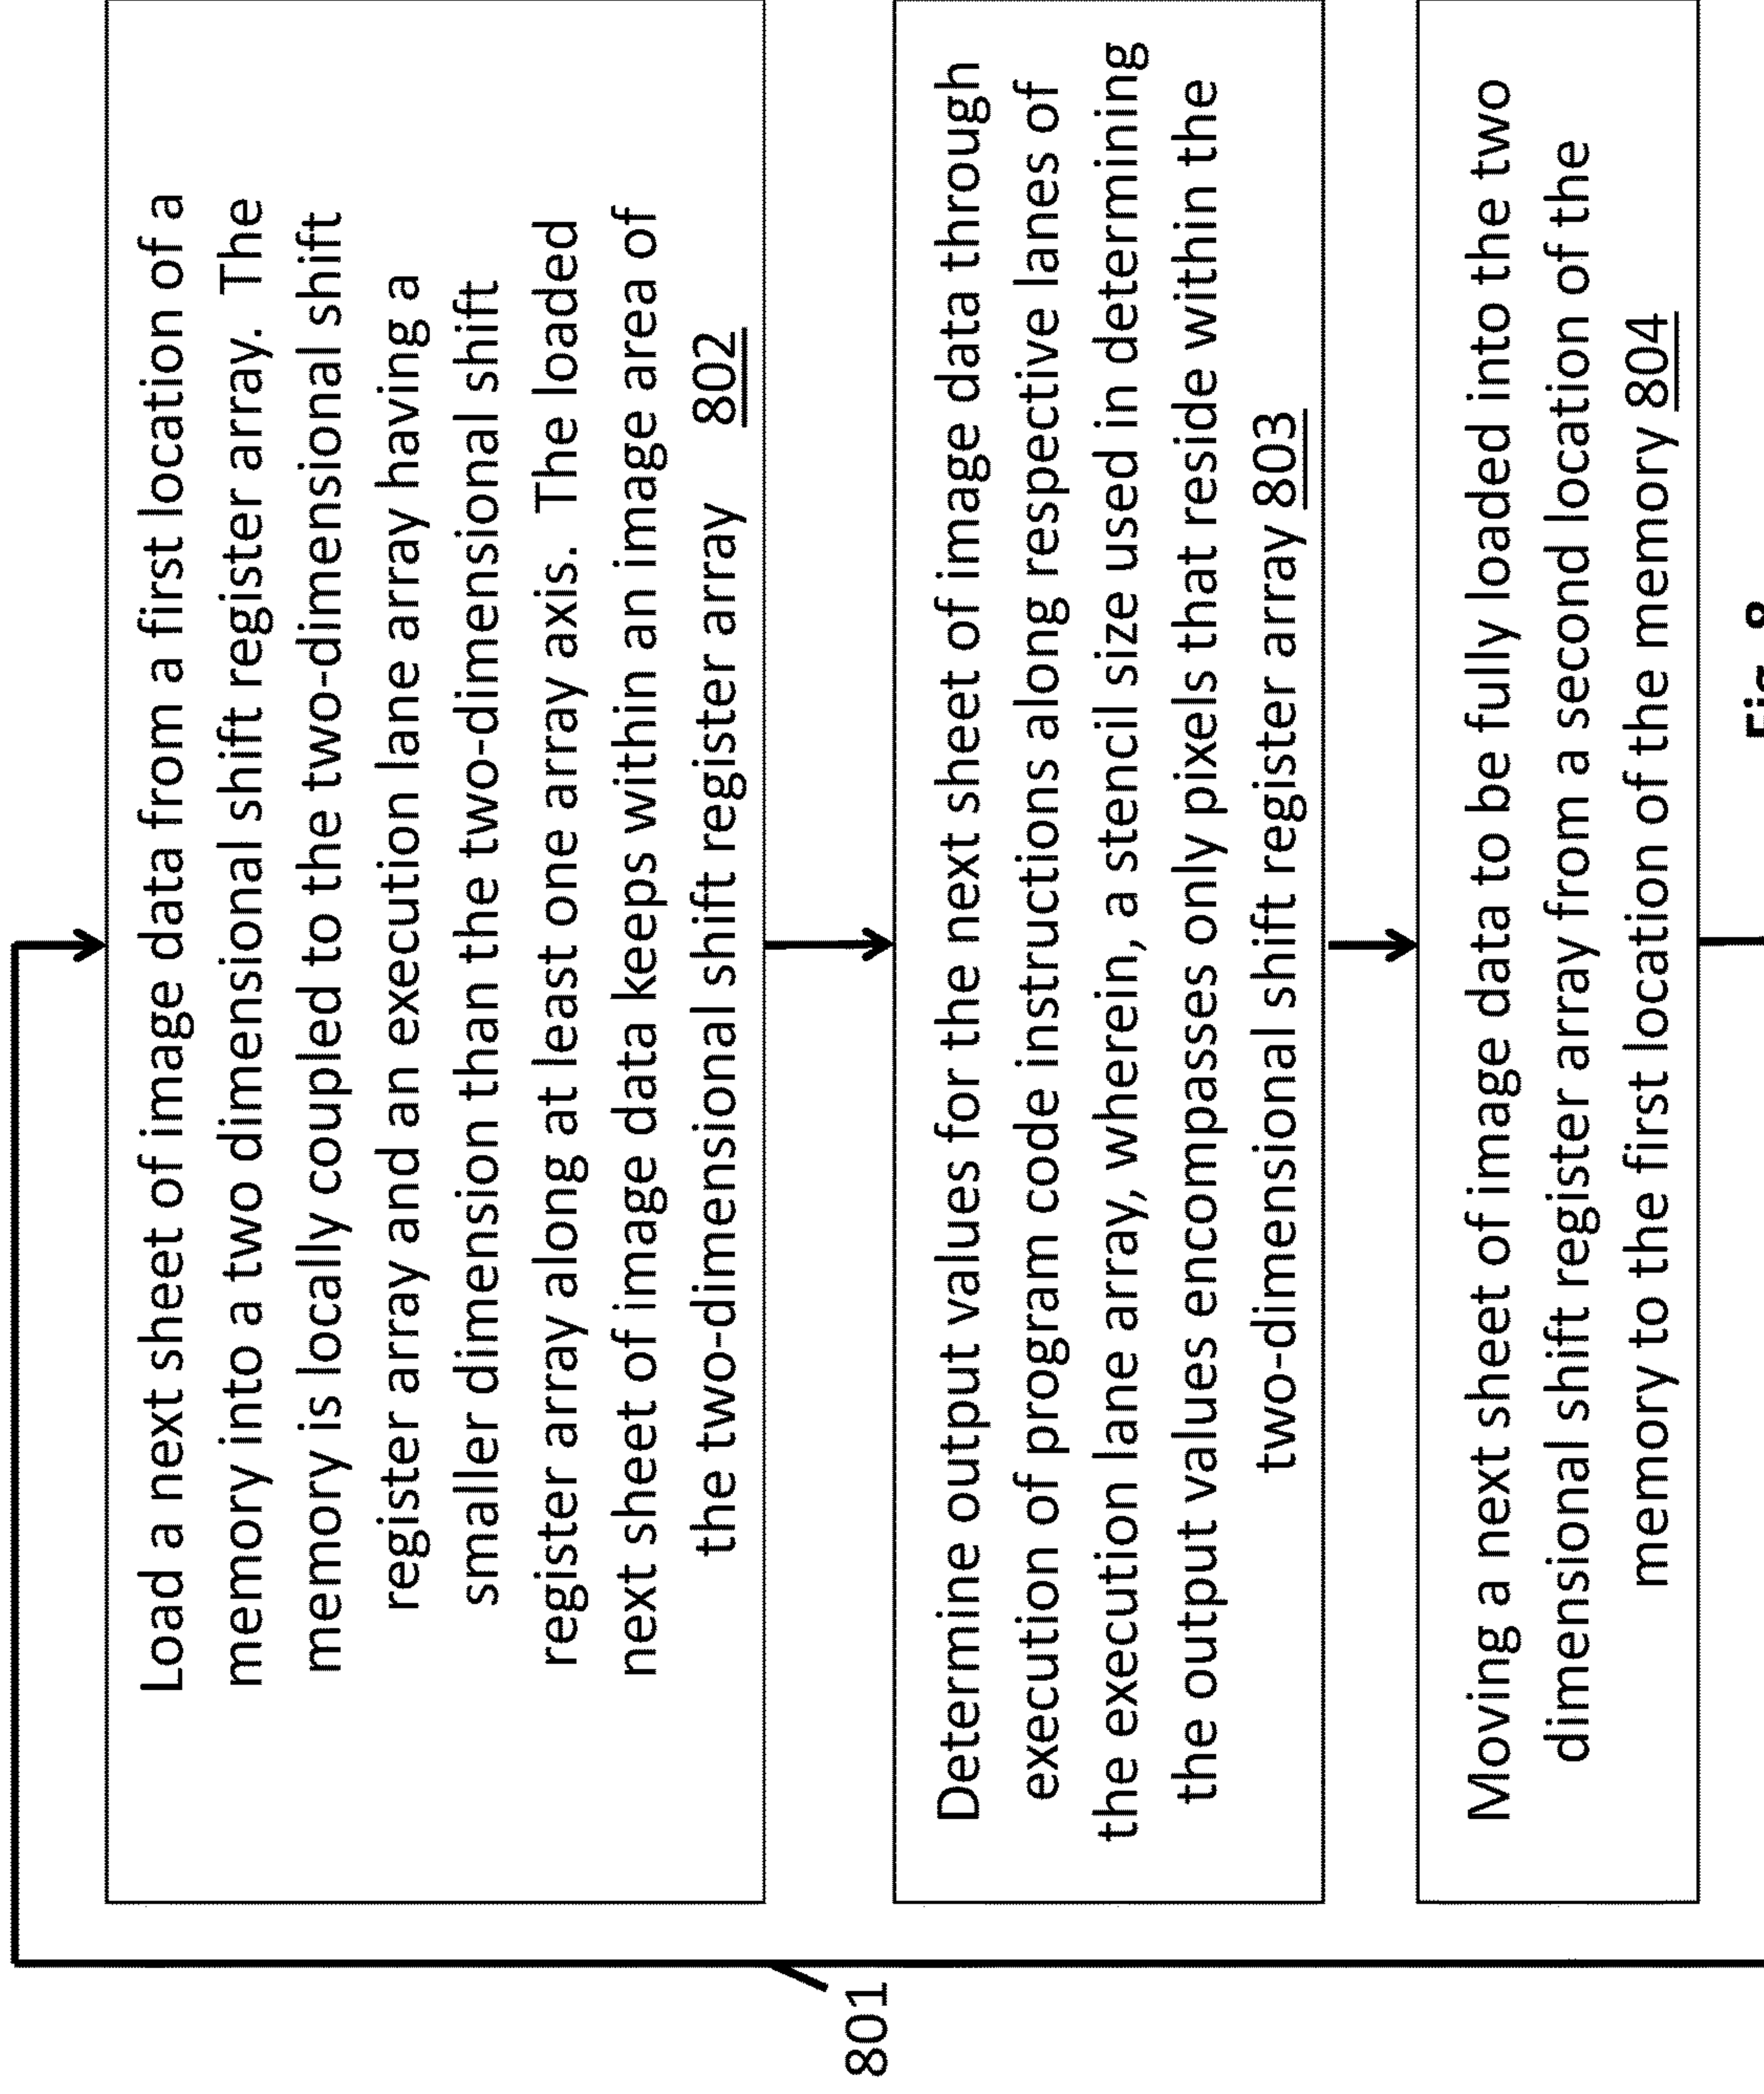 Load a next sheet of image data from a first location of a
memory into a two dimensional shift register array. The
memory is locally coupled to the two-dimensional shift
register array and an execution lane array having a
smaller dimension than the two-dimensional shift
register array along at least one array axis. The loaded
next sheet of image data keeps within an image area of
the two-dimensional shift register array 802
Determine output values for the next sheet of image data through
execution of program code instructions along respective lanes of
the execution lane array, wherein, a stencil size used in determining
the output values encompasses only pixels that reside within the
two-dimensional shift register array 803
Moving a next sheet of image data to be fully loaded into the two
dimensional shift register array from a second location of the
memory to the first location of the memory 804
801
Fig. 8